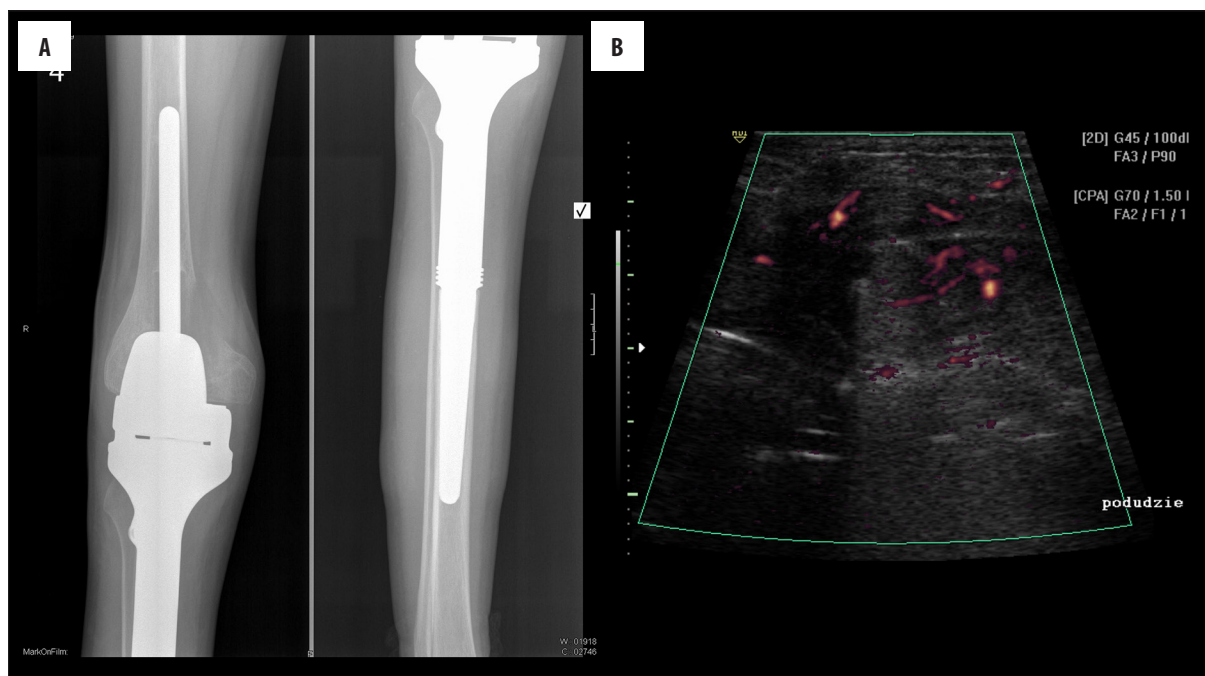 A
4
R
MarkOnFilm:
W 01918
C 02746
B
[2D] G45 / 100dl
FA3 / P90
[CPA] G70 / 1.50 l
FA2 / F1 / 1
podudzie